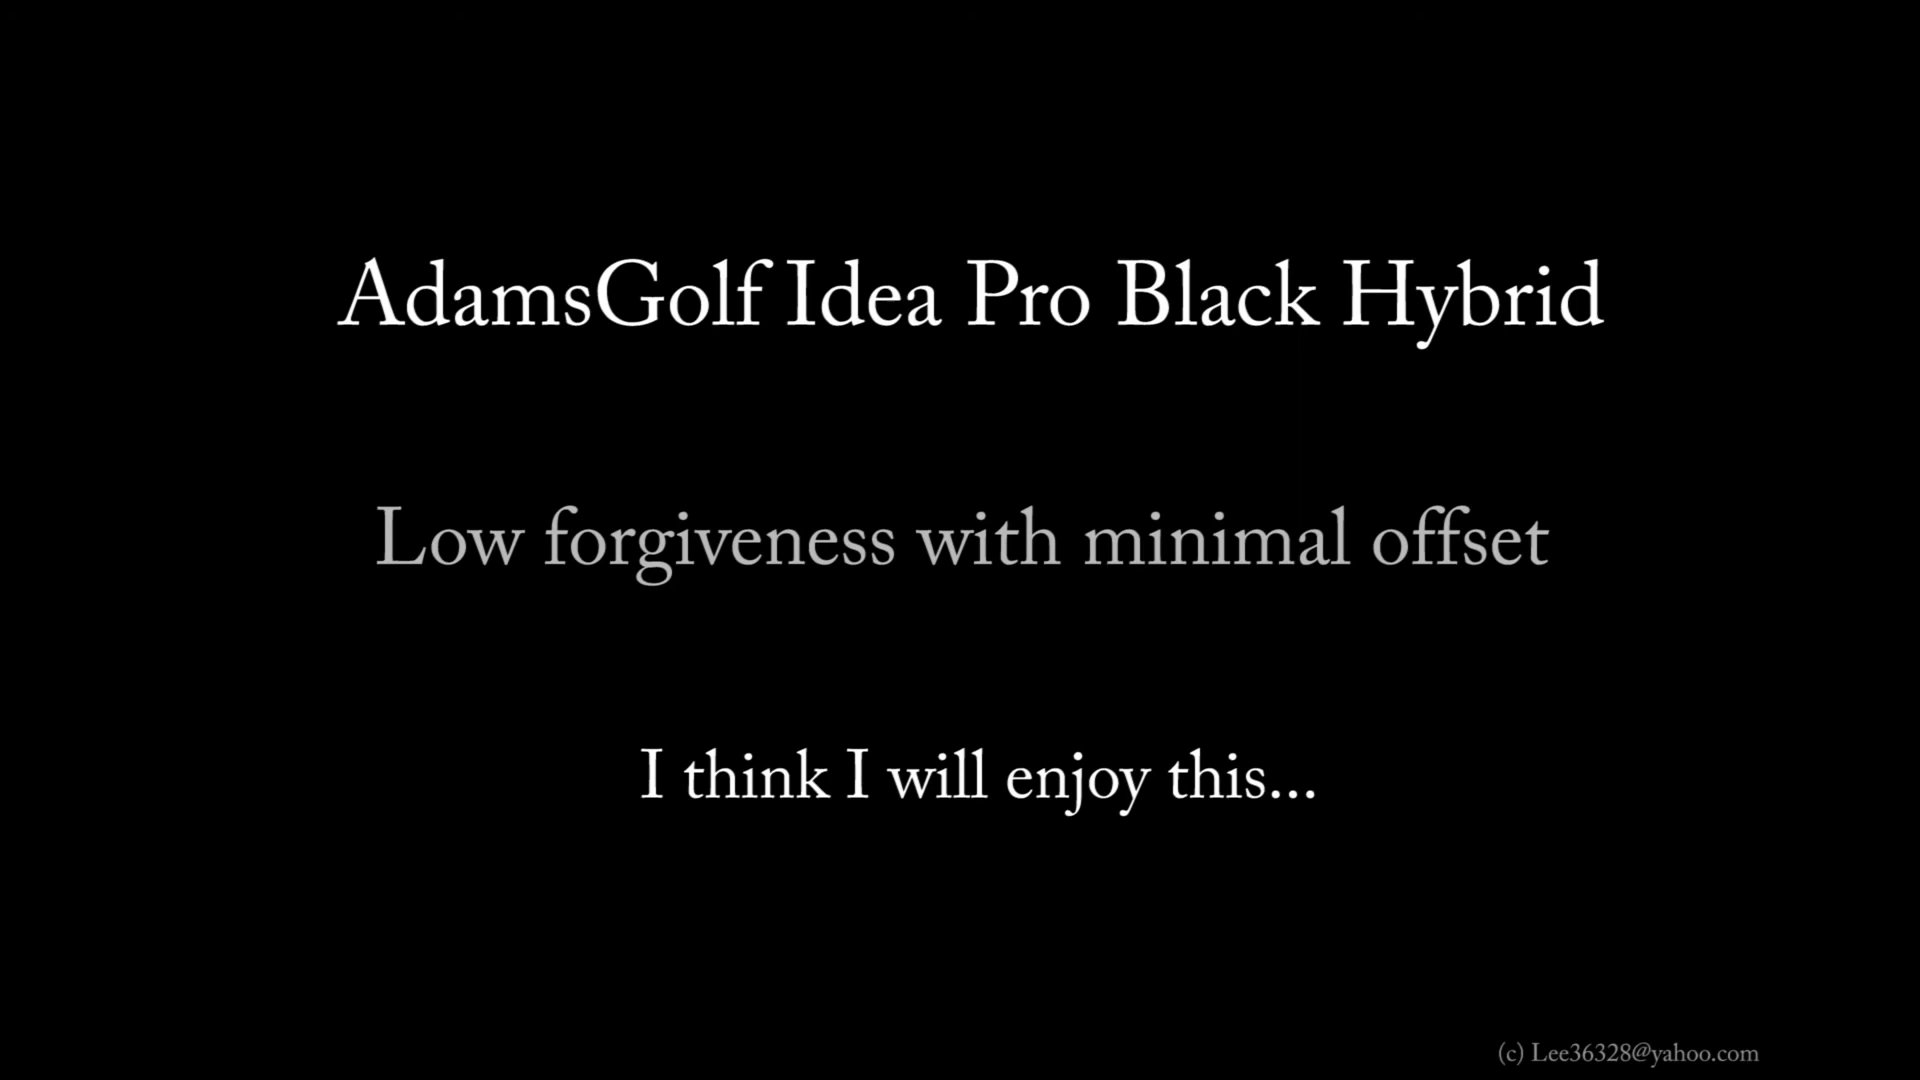 AdamsGolf Idea Pro Black Hybrid
Low forgiveness with minimal offset
I think I will enjoy this...
(c) Lee36328@yahoo.com